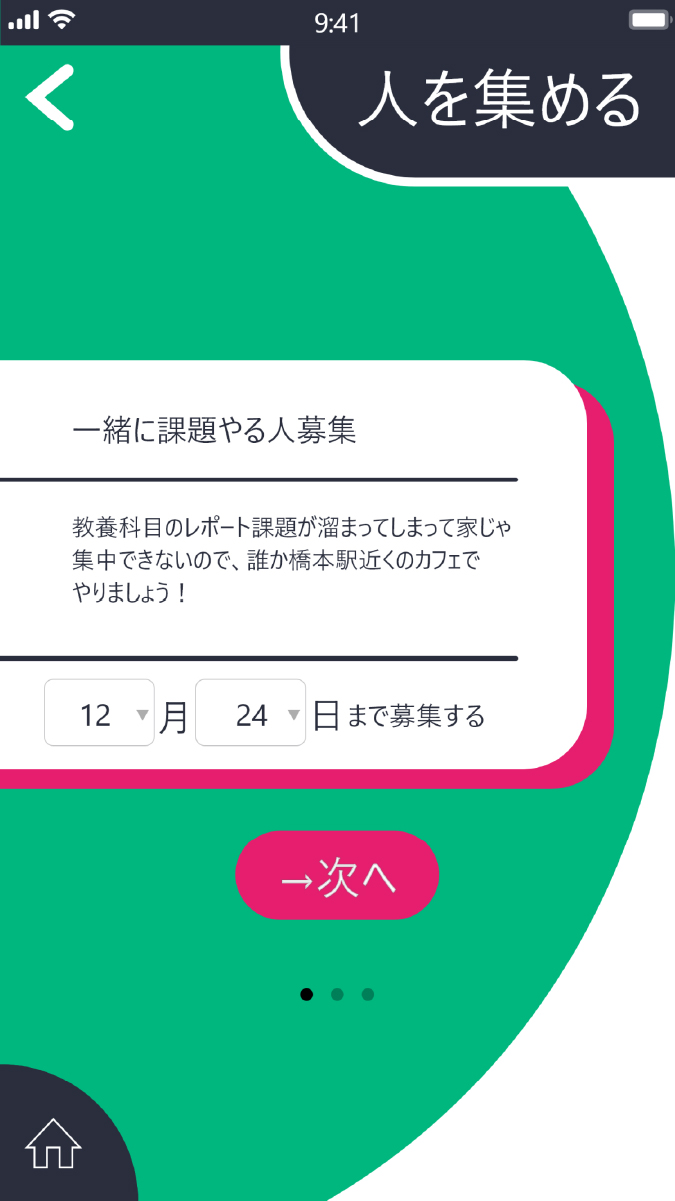 9:41
人を集める
一緒に課題やる人募集
教養科目のレポート課題が溜まってしまって家じゃ
集中できないので、誰か橋本駅近くのカフェで
やりましょう！
12 月 24 日まで募集する
→次へ